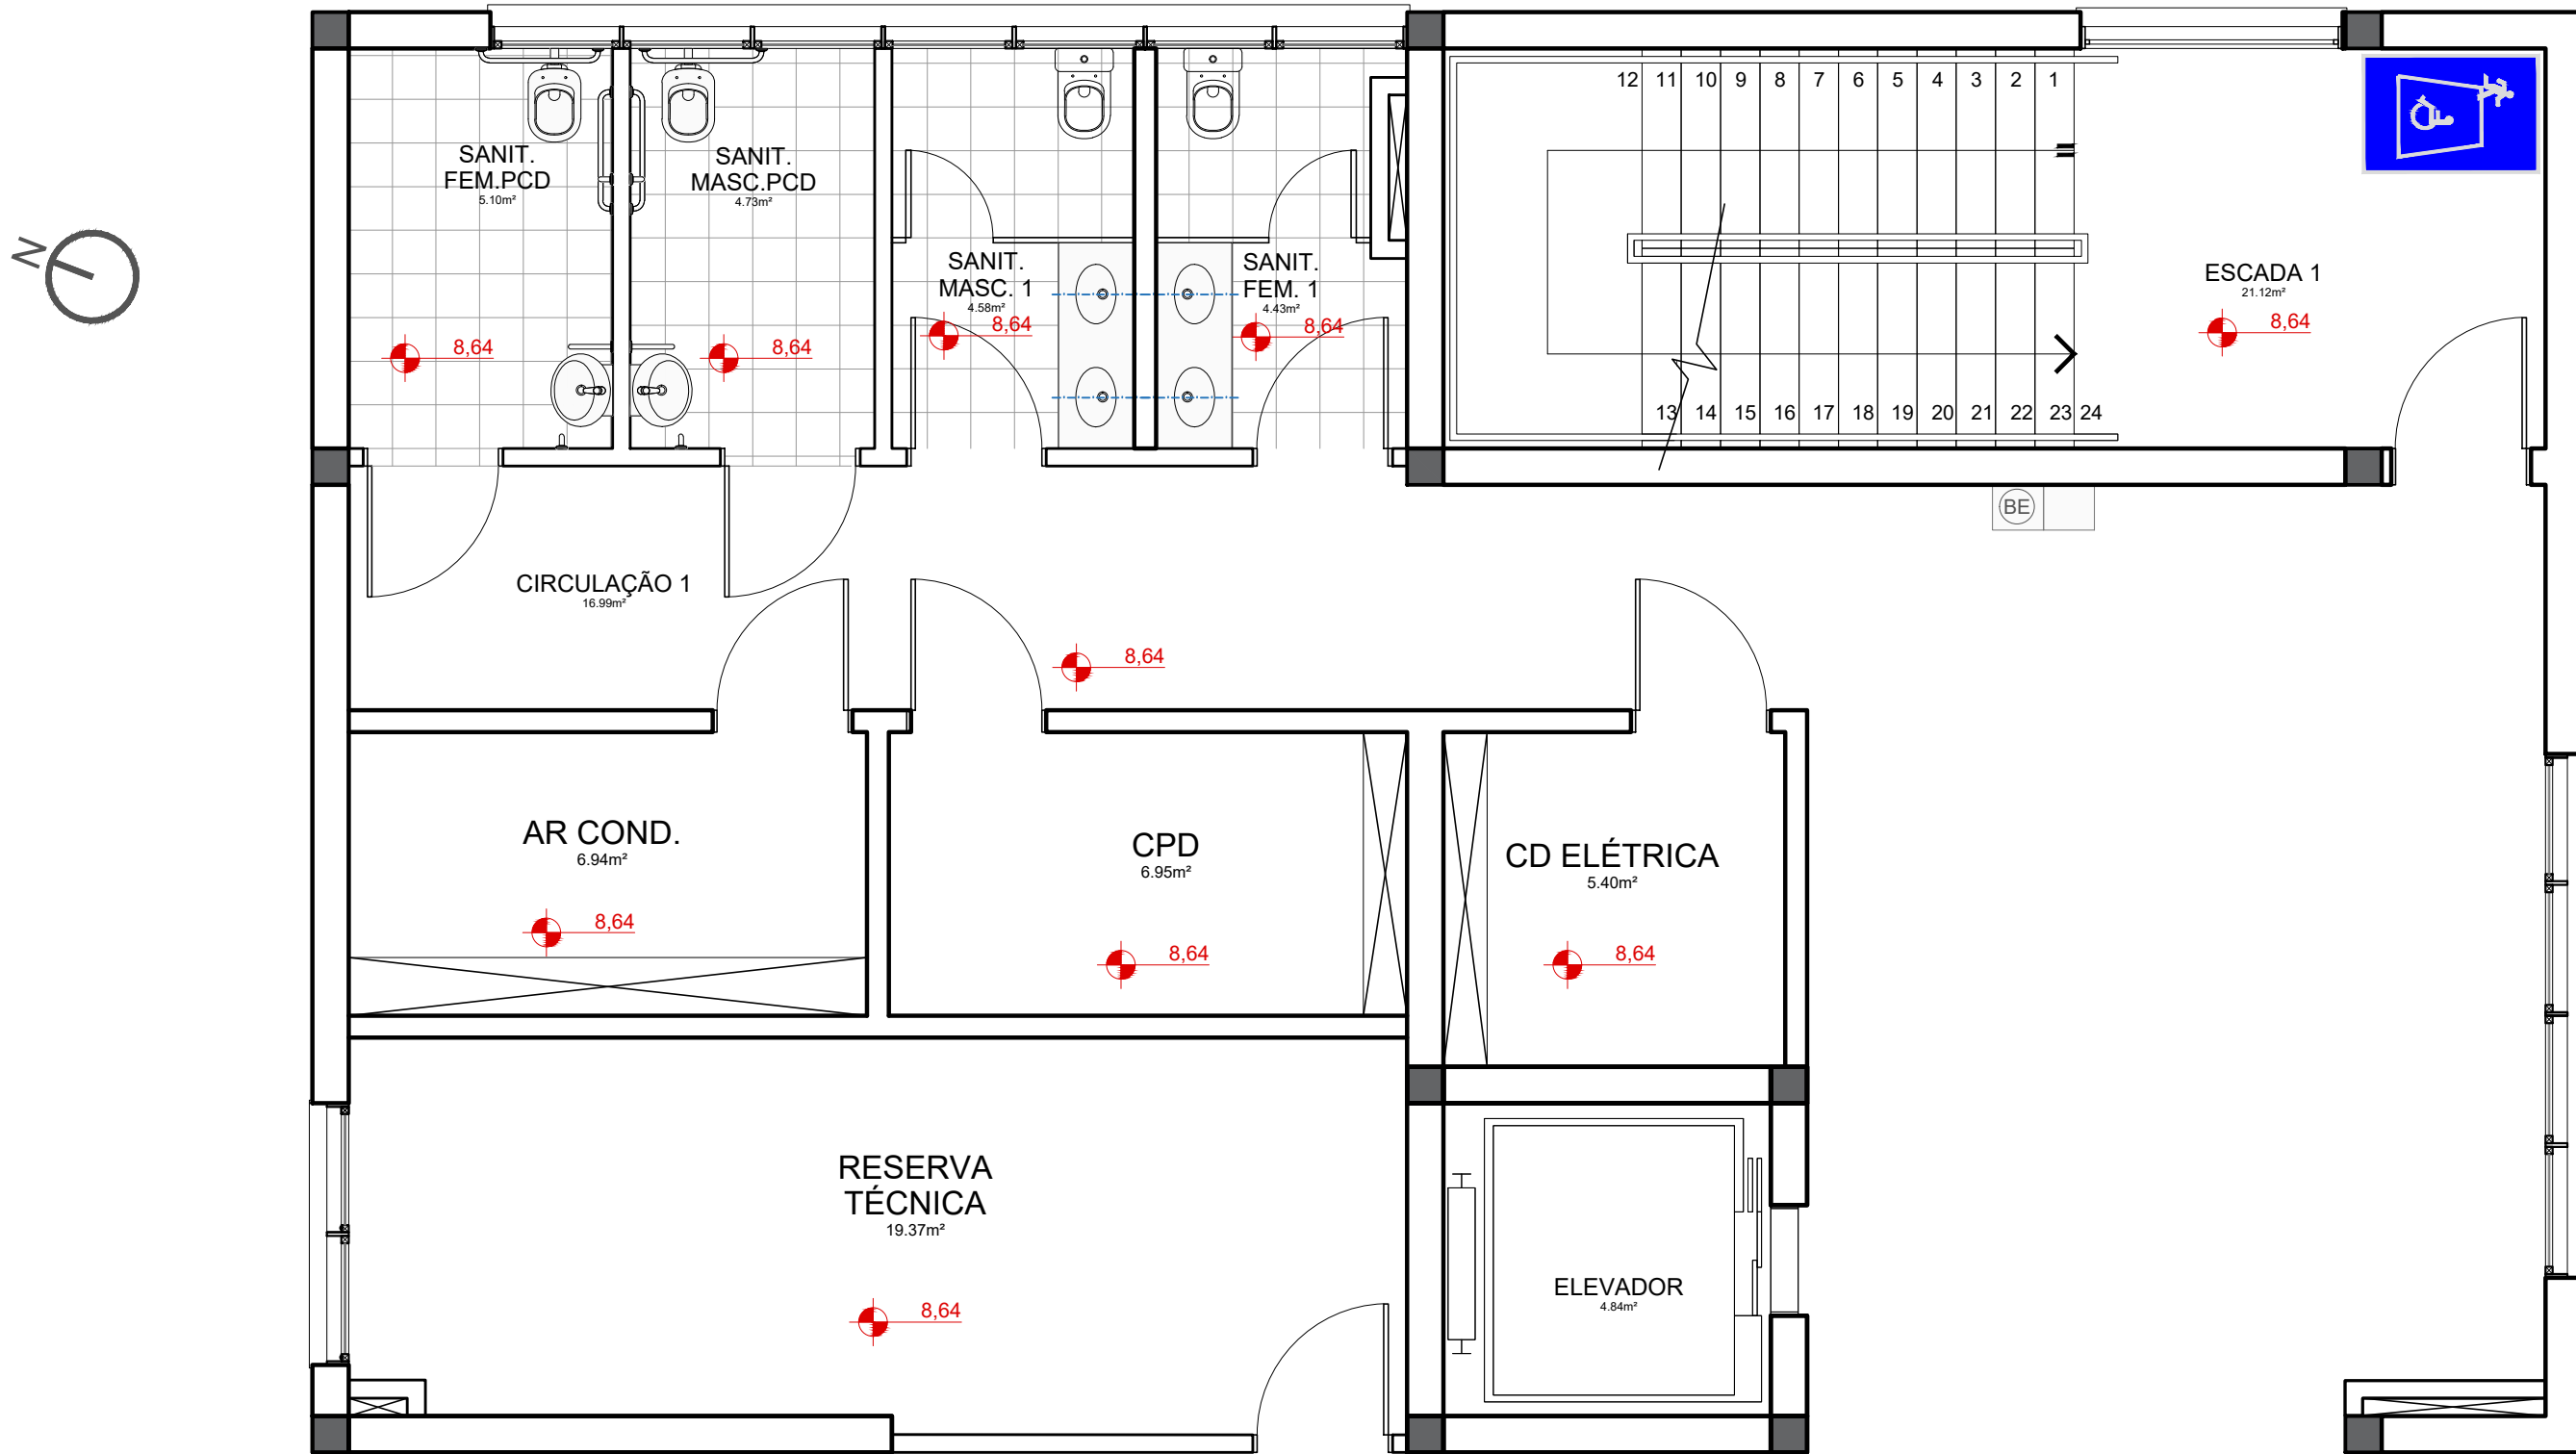 12 11 10 9 8 7 6 5 4 3 2 1
SANIT.
FEM.PCD
5.10m²
SANIT.
MASC.PCD
4.73m²
N
SANIT.
MASC. 1
4.58m²
SANIT.
FEM. 1
4.43m²
ESCADA 1
21.12m²
8,64
8,64
8,64
8,64
8,64
13 14 15 16 17 18 19 20 21 22 23 24
BE
CIRCULAÇÃO 1
16.99m²
8,64
AR COND.
6.94m²
8,64
CPD
6.95m²
8,64
CD ELÉTRICA
5.40m²
8,64
RESERVA
TÉCNICA
19.37m²
8,64
ELEVADOR
4.84m²